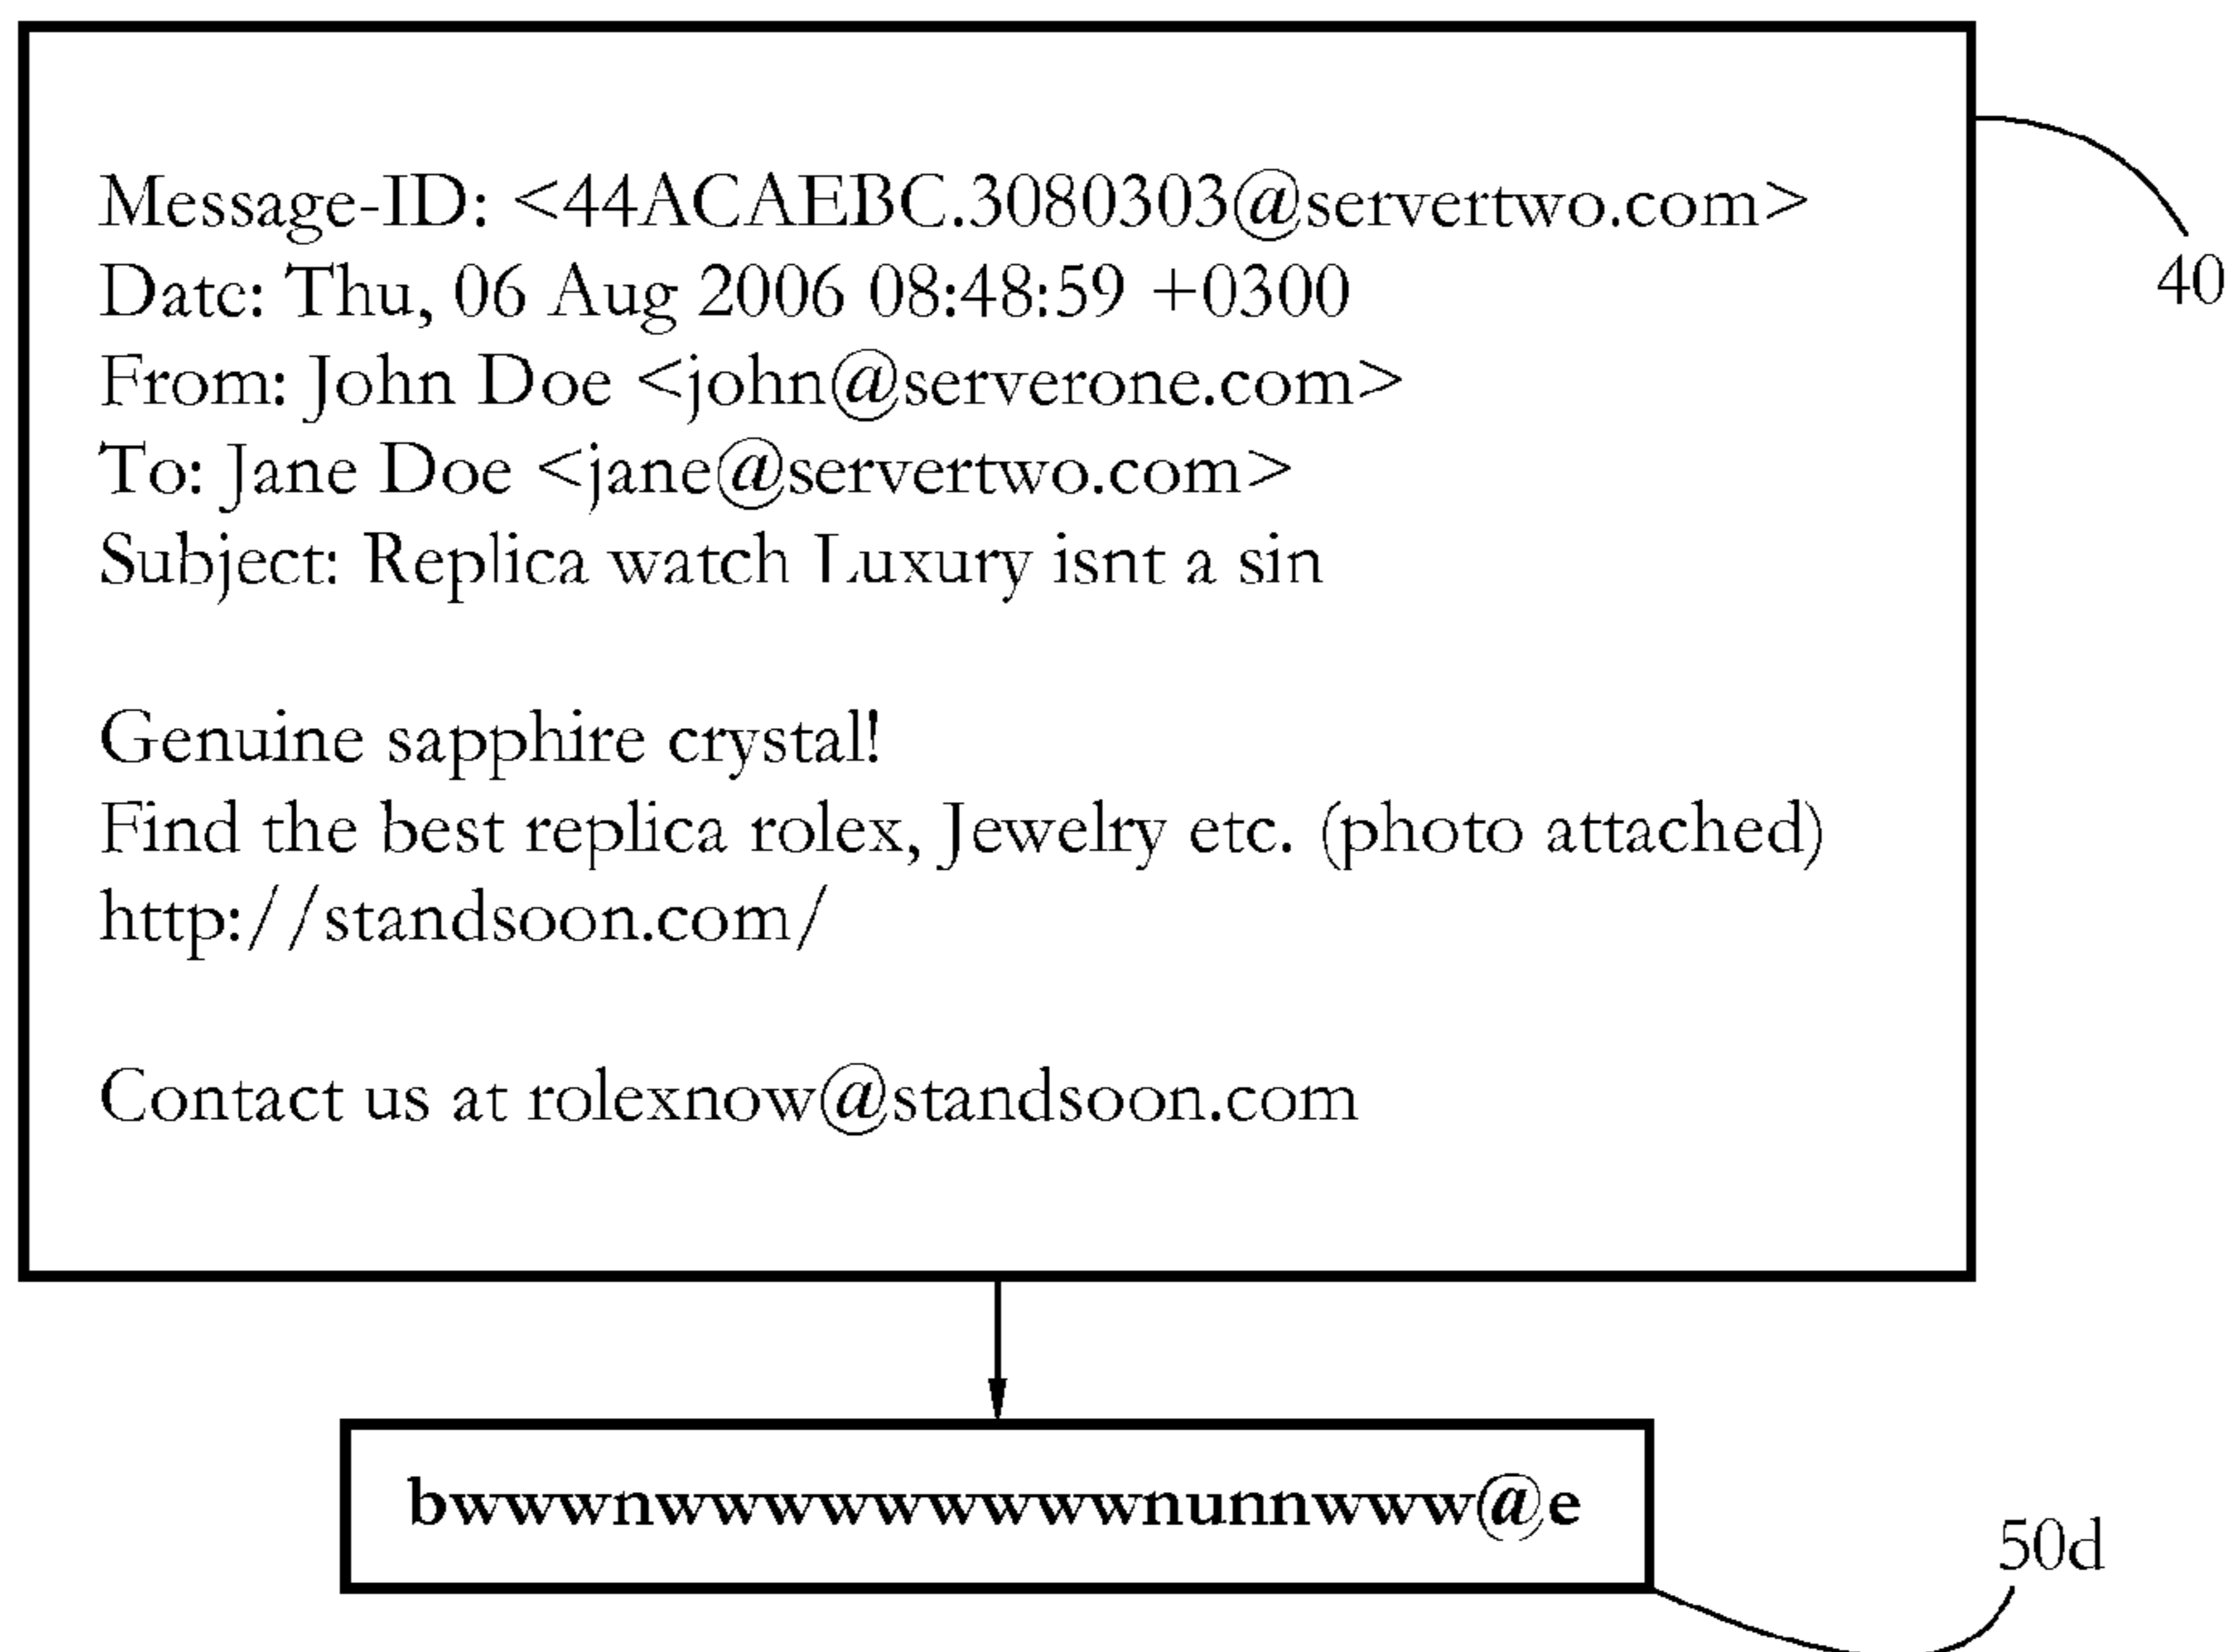 Message-ID: <44ACAEBC.3080303@servertwo.com>
Date: Thu, 06 Aug 2006 08:48:59 +0300
From: John Doe <john@serverone.com>
To: Jane Doe <jane@servertwo.com>
Subject: Replica watch Luxury isnt a sin
Genuine sapphire crystal!
Find the best replica rolex, Jewelry etc. (photo attached)
http://standsoon.com/
Contact us at rolexnow@standsoon.com
40
bwwwnwwwwwwwwwnunnwww@e
50d